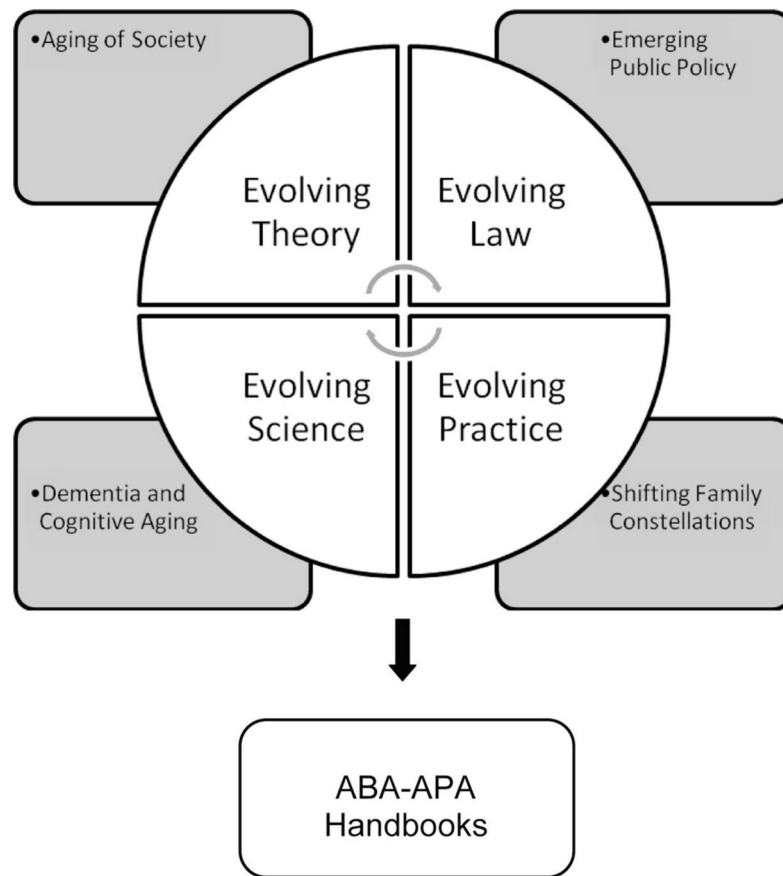 •Aging of Society
•Emerging
Public Policy
Evolving
Theory
Evolving
Law
Evolving
Science
Evolving
Practice
•Dementia and
Cognitive Aging
•Shifting Family
Constellations
ABA-APA
Handbooks